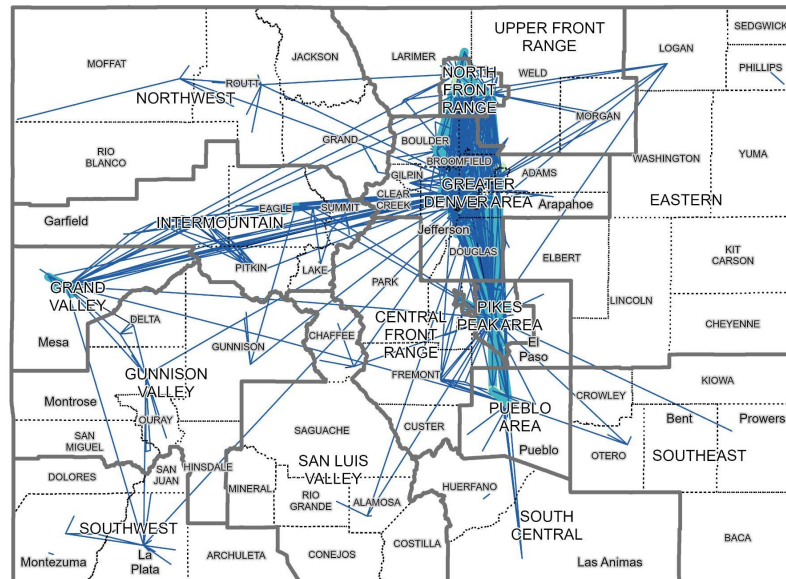 UPPER FRONT
RANGE
SEDGWICK
LOGAN
JACKSON
LARIMER
MOFFAT
NORTH
FRONT
RANGE
WELD
PHILLIPS
ROUTT
NORTHWEST
MORGAN
GRAND
BOULDER
RIO
BLANCO
BROOMFIELD
WASHINGTON
YUMA
GILPIN
ADAMS
GREATER
DENVER AREA
CLEAR
CREEK
EAGLE
SUMMIT
Arapahoe
EASTERN
Garfield
INTERMOUNTAIN
Jefferson
DOUGLAS
ELBERT
KIT
CARSON
PITKIN
LAKE
PARK
GRAND
VALLEY
LINCOLN
PIKES
PEAK AREA
DELTA
CENTRAL
FRONT
RANGE
CHEYENNE
Mesa
CHAFFEE
GUNNISON
El
Paso
GUNNISON
VALLEY
FREMONT
KIOWA
CROWLEY
Montrose
PUEBLO
AREA
Bent
Prowers
OURAY
CUSTER
SAGUACHE
SAN
MIGUEL
Pueblo
OTERO
SOUTHEAST
DOLORES
SAN
JUAN
HINSDALE
SAN LUIS
VALLEY
MINERAL
RIO
GRANDE
ALAMOSA
HUERFANO
SOUTHWEST
SOUTH
CENTRAL
COSTILLA
BACA
Montezuma
La
Plata
ARCHULETA
CONEJOS
Las Animas